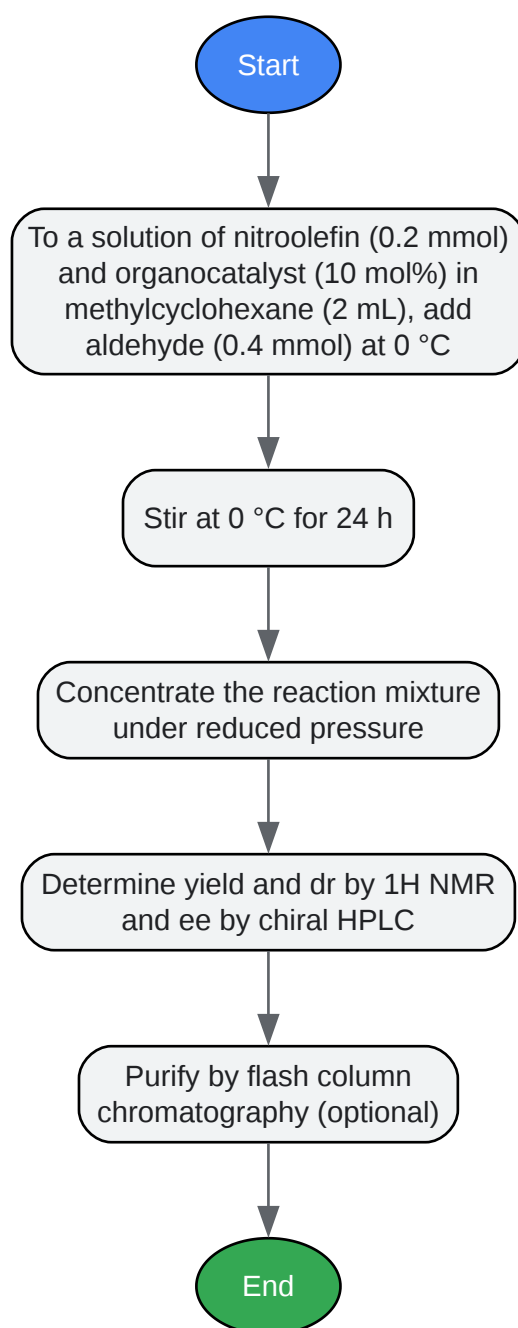 Start
To a solution of nitroolefin (0.2 mmol)
and organocatalyst (10 mol%) in
methylcyclohexane (2 mL), add
aldehyde (0.4 mmol) at 0 °C
Stir at 0 °C for 24 h
Concentrate the reaction mixture
under reduced pressure
Determine yield and dr by 1H NMR
and ee by chiral HPLC
Purify by flash column
chromatography (optional)
End